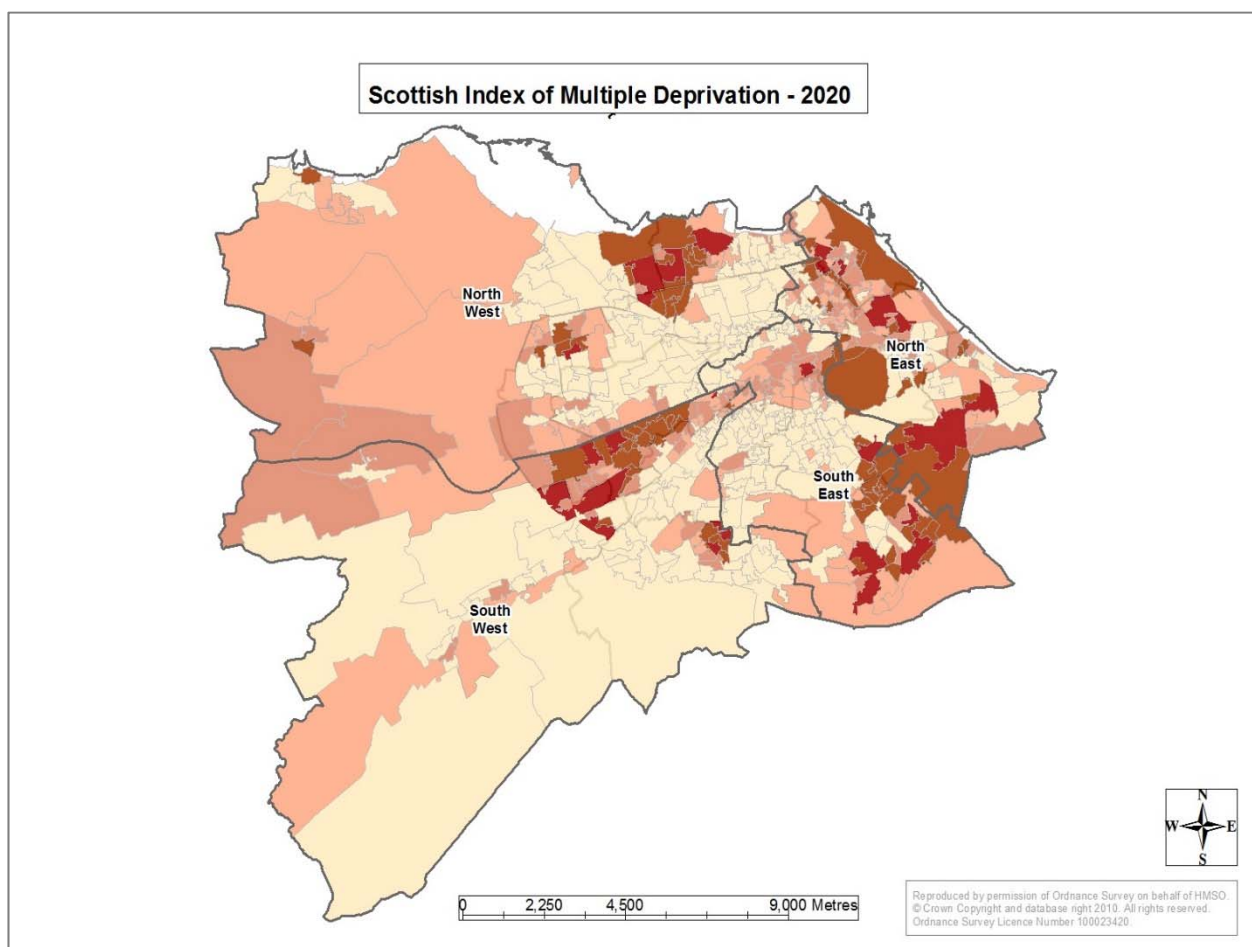 Scottish Index of Multiple Deprivation - 2020
North
West
North
East
South
East
South
West
N
W E
S
0 2,250 4,500 9,000 Metres
Reproduced by permission of Ordnance Survey on behalf of HMSO.
© Crown Copyright and database right 2010. All rights reserved.
Ordnance Survey Licence Number 100023420.